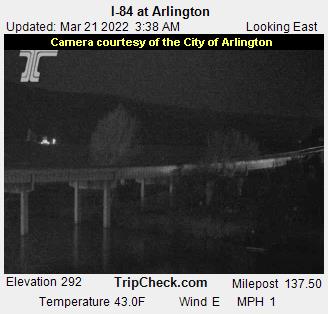 I-84 at Arlington
Updated: Mar 21 2022 3:38 AM Looking East
Camera courtesy of the City of Arlington
Elevation 292 TripCheck.com Milepost 137.50
Temperature 43.0F Wind E MPH 1